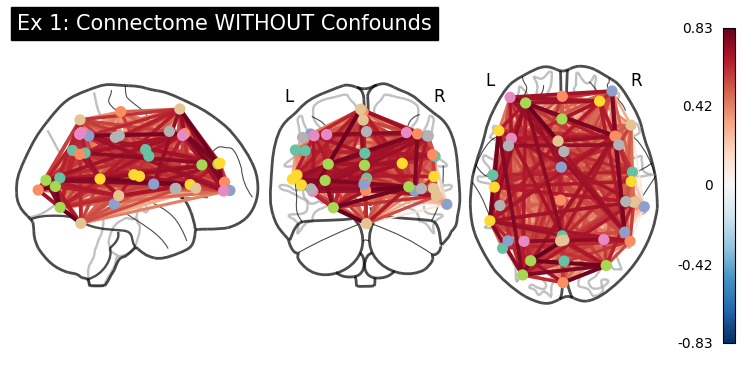 Ex 1: Connectome WITHOUT Confounds
L
R
L
R
0.83
0.42
0
-0.42
-0.83